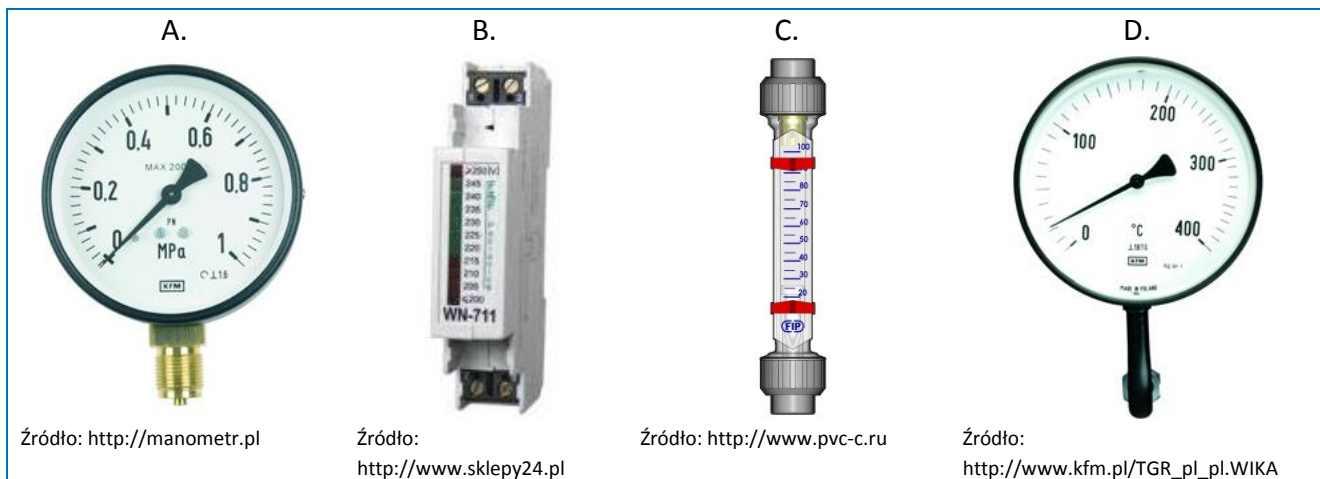 A.
B.
C.
D.
0,4
0,6
MAX 200
0,2
0,8
PN
0
MPa
1
1,6
KFM
>250[V]
245
240
235
230
225
220
215
210
205
<200
WN-711
100
90
80
70
60
50
40
30
20
FIP
200
100
300
0
°C
400
KFM
MADE IN POLAND
Źródło: http://manometr.pl
Źródło:
http://www.sklepy24.pl
Źródło: http://www.pvc-c.ru
Źródło:
http://www.kfm.pl/TGR_pl_pl.WIKA